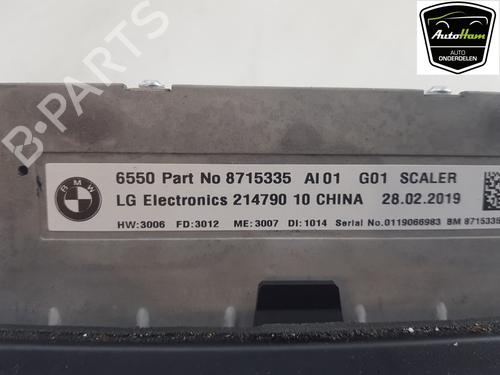 AutoHam
AUTO
ONDERDELEN
B-PARTS
BMW
6550 Part No 8715335 AI01 G01 SCALER
LG Electronics 214790 10 CHINA 28.02.2019
HW:3006 FD:3012 ME:3007 DI:1014 Serial No.0119066983 BM 8715335